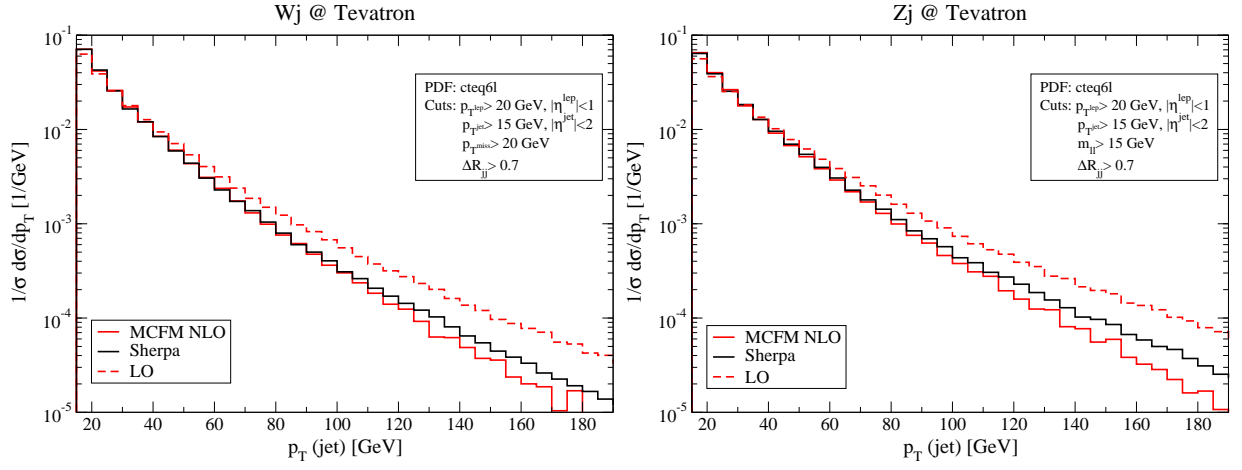 Wj @ Tevatron
10^-1
10^-2
10^-3
10^-4
10^-5
1/σ dσ/dp_T [1/GeV]
PDF: cteq6l
Cuts: p_T^lep > 20 GeV, |η^lep|<1
p_T^jet > 15 GeV, |η^jet|<2
p_T^miss > 20 GeV
ΔR_jj > 0.7
MCFM NLO
Sherpa
LO
20 40 60 80 100 120 140 160 180
p_T (jet) [GeV]
Zj @ Tevatron
10^-1
10^-2
10^-3
10^-4
10^-5
1/σ dσ/dp_T [1/GeV]
PDF: cteq6l
Cuts: p_T^lep > 20 GeV, |η^lep|<1
p_T^jet > 15 GeV, |η^jet|<2
m_ll > 15 GeV
ΔR_jj > 0.7
MCFM NLO
Sherpa
LO
20 40 60 80 100 120 140 160 180
p_T (jet) [GeV]